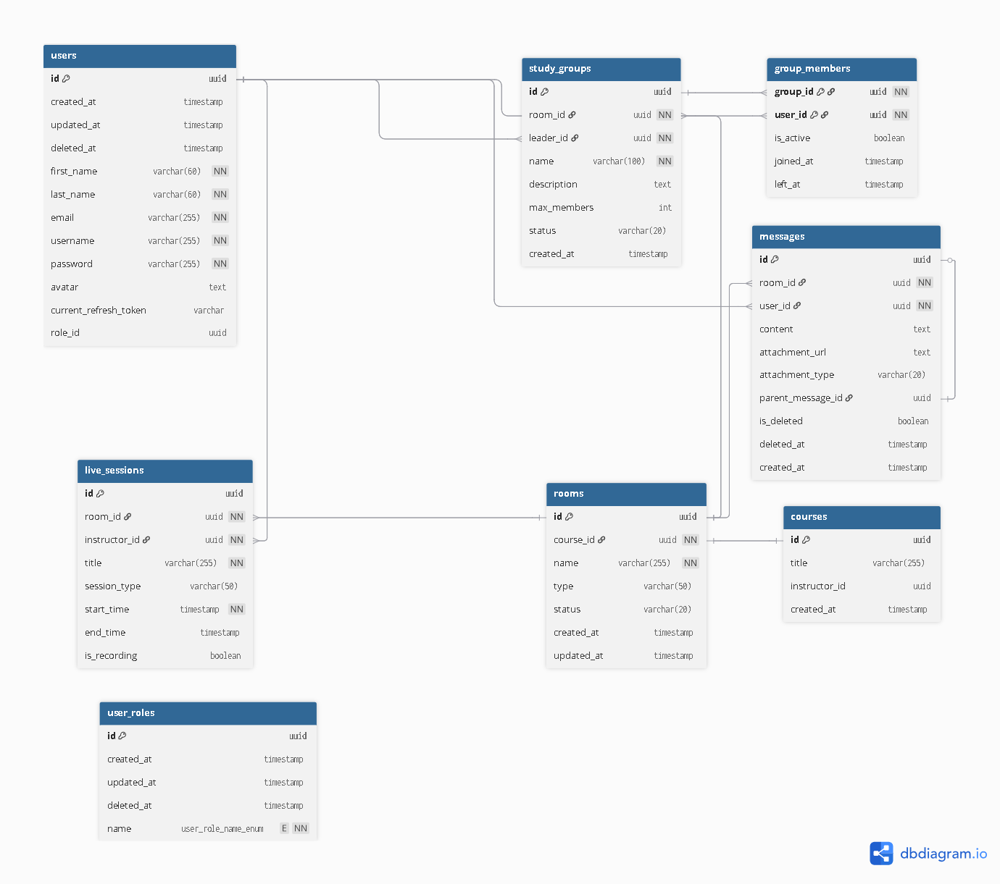 users
id uuid
created_at timestamp
updated_at timestamp
deleted_at timestamp
first_name varchar(60) NN
last_name varchar(60) NN
email varchar(255) NN
username varchar(255) NN
password varchar(255) NN
avatar text
current_refresh_token varchar
role_id uuid
study_groups
id uuid
room_id uuid NN
leader_id uuid NN
name varchar(100) NN
description text
max_members int
status varchar(20)
created_at timestamp
group_members
group_id uuid NN
user_id uuid NN
is_active boolean
joined_at timestamp
left_at timestamp
messages
id uuid
room_id uuid NN
user_id uuid NN
content text
attachment_url text
attachment_type varchar(20)
parent_message_id uuid
is_deleted boolean
deleted_at timestamp
created_at timestamp
live_sessions
id uuid
room_id uuid NN
instructor_id uuid NN
title varchar(255) NN
session_type varchar(50)
start_time timestamp NN
end_time timestamp
is_recording boolean
rooms
id uuid
course_id uuid NN
name varchar(255) NN
type varchar(50)
status varchar(20)
created_at timestamp
updated_at timestamp
courses
id uuid
title varchar(255)
instructor_id uuid
created_at timestamp
user_roles
id uuid
created_at timestamp
updated_at timestamp
deleted_at timestamp
name user_role_name_enum E NN
dbdiagram.io